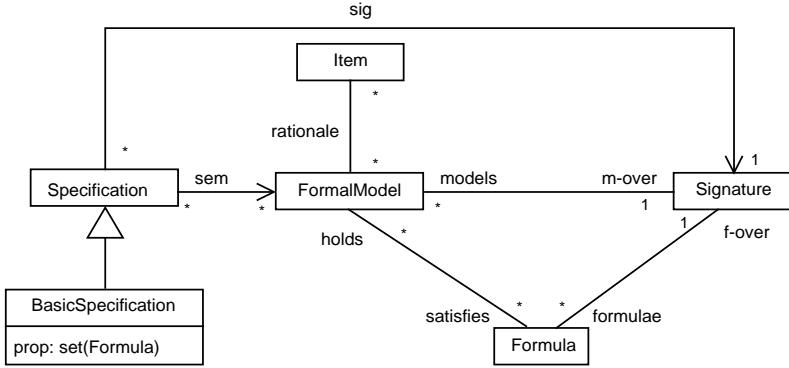 sig
Item
*
rationale
*
*
1
Specification
sem
FormalModel
models
m-over
Signature
*
*
*
1
1
f-over
holds
*
BasicSpecification
prop: set(Formula)
satisfies
*
*
formulae
Formula